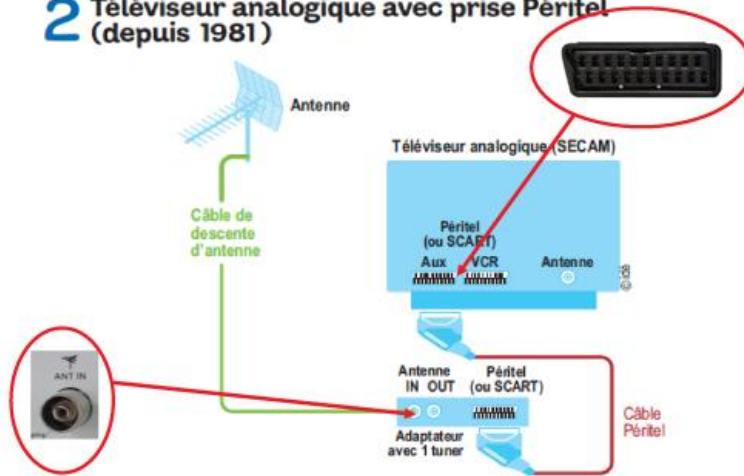 2 Téléviseur analogique avec prise Péritel
(depuis 1981)
Antenne
Téléviseur analogique (SECAM)
Câble de
descente
d'antenne
Péritel
(ou SCART)
Aux VCR Antenne
© id8
ANT IN
Antenne
IN OUT
Péritel
(ou SCART)
Adaptateur
avec 1 tuner
Câble
Péritel